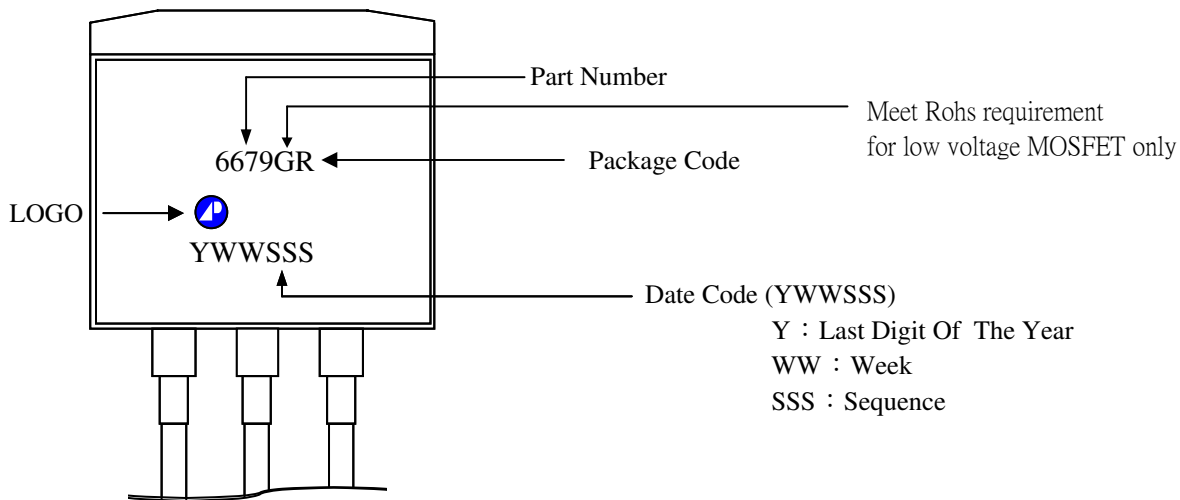 Part Number
Meet Rohs requirement
for low voltage MOSFET only
6679GR
Package Code
LOGO
AP
YWWSSS
Date Code (YWWSSS)
Y：Last Digit Of The Year
WW：Week
SSS：Sequence